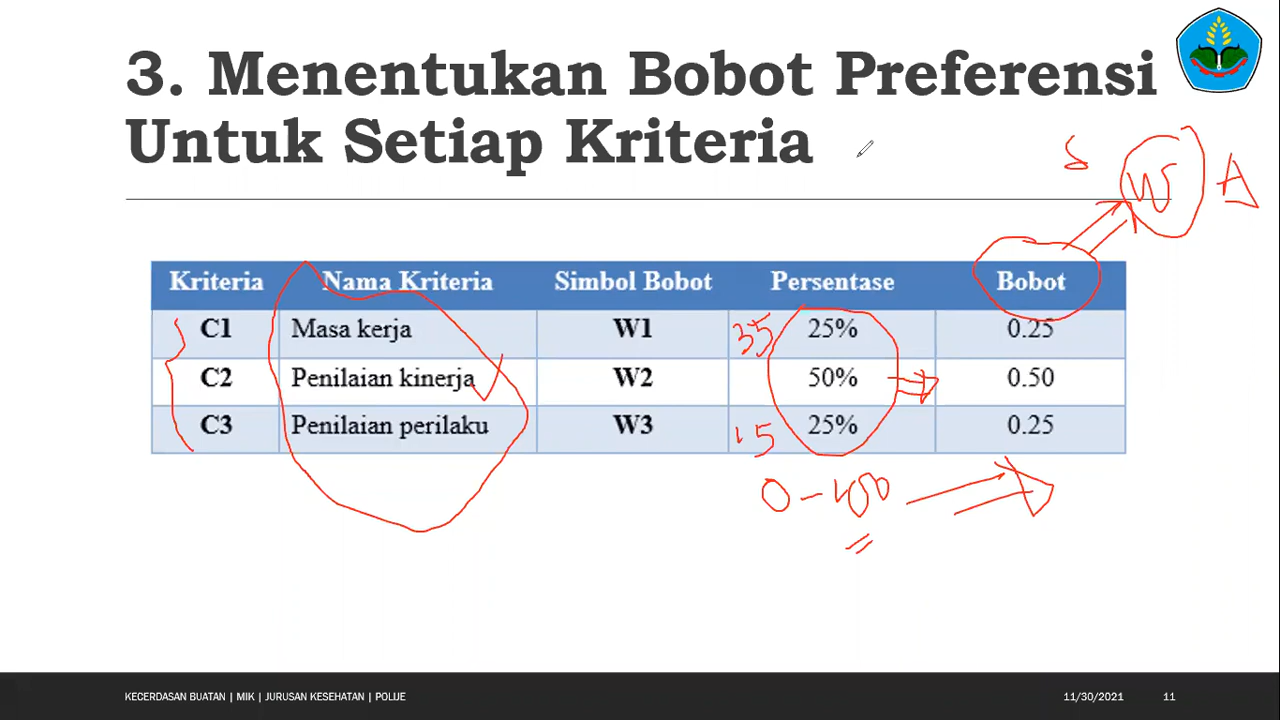 3. Menentukan Bobot Preferensi
Untuk Setiap Kriteria
S W A
Kriteria Nama Kriteria Simbol Bobot Persentase Bobot
C1 Masa kerja W1 35 25% 0.25
C2 Penilaian kinerja W2 50% 0.50
C3 Penilaian perilaku W3 15 25% 0.25
0-100
KECERDASAN BUATAN | MIK | JURUSAN KESEHATAN | POLIJE 11/30/2021 11